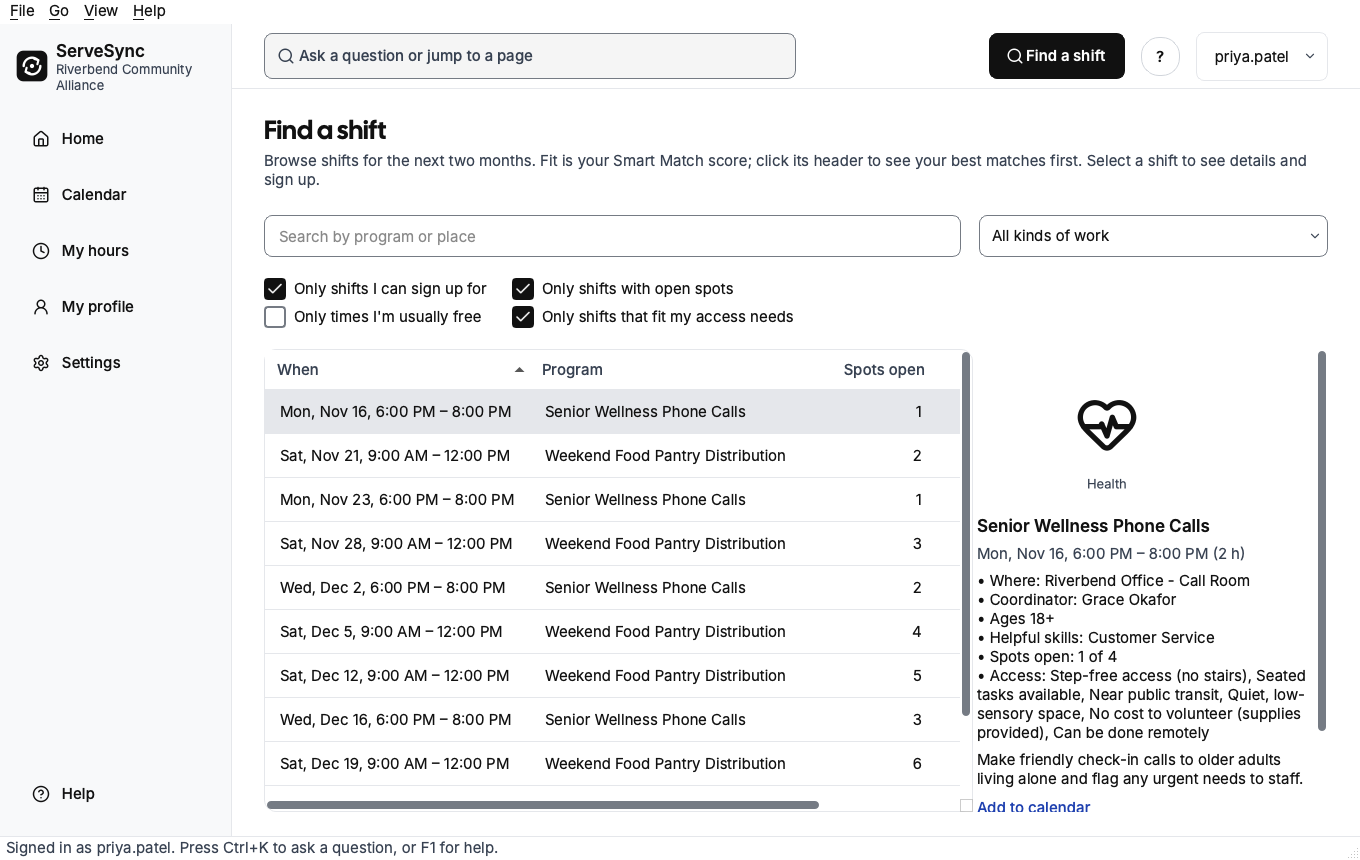 File Go View Help
ServeSync
Riverbend Community
Alliance
Ask a question or jump to a page
Find a shift
?
priya.patel
Home
Calendar
My hours
My profile
Settings
Help
Find a shift
Browse shifts for the next two months. Fit is your Smart Match score; click its header to see your best matches first. Select a shift to see details and
sign up.
Search by program or place
All kinds of work
Only shifts I can sign up for
Only shifts with open spots
Only times I'm usually free
Only shifts that fit my access needs
When Program Spots open
Mon, Nov 16, 6:00 PM – 8:00 PM Senior Wellness Phone Calls 1
Sat, Nov 21, 9:00 AM – 12:00 PM Weekend Food Pantry Distribution 2
Mon, Nov 23, 6:00 PM – 8:00 PM Senior Wellness Phone Calls 1
Sat, Nov 28, 9:00 AM – 12:00 PM Weekend Food Pantry Distribution 3
Wed, Dec 2, 6:00 PM – 8:00 PM Senior Wellness Phone Calls 2
Sat, Dec 5, 9:00 AM – 12:00 PM Weekend Food Pantry Distribution 4
Sat, Dec 12, 9:00 AM – 12:00 PM Weekend Food Pantry Distribution 5
Wed, Dec 16, 6:00 PM – 8:00 PM Senior Wellness Phone Calls 3
Sat, Dec 19, 9:00 AM – 12:00 PM Weekend Food Pantry Distribution 6
Health
Senior Wellness Phone Calls
Mon, Nov 16, 6:00 PM – 8:00 PM (2 h)
• Where: Riverbend Office - Call Room
• Coordinator: Grace Okafor
• Ages 18+
• Helpful skills: Customer Service
• Spots open: 1 of 4
• Access: Step-free access (no stairs), Seated
tasks available, Near public transit, Quiet, low-
sensory space, No cost to volunteer (supplies
provided), Can be done remotely
Make friendly check-in calls to older adults
living alone and flag any urgent needs to staff.
Add to calendar
Signed in as priya.patel. Press Ctrl+K to ask a question, or F1 for help.